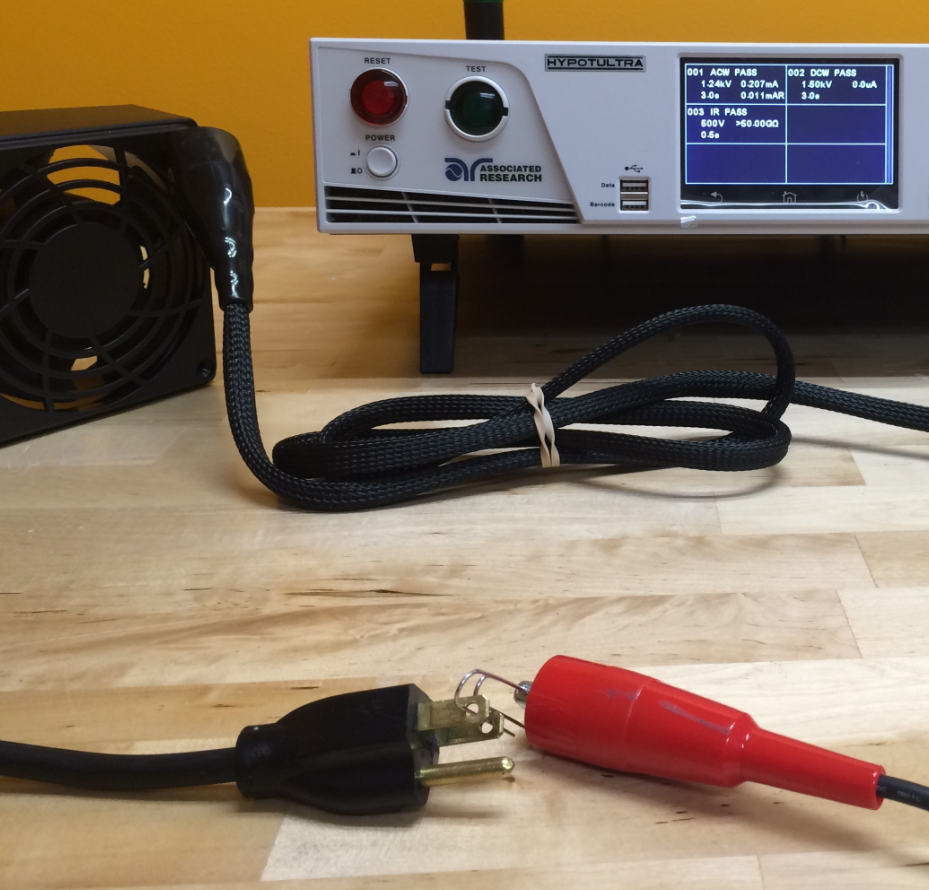 RESET
TEST
HYPOTULTRA
POWER
I
O
ASSOCIATED
RESEARCH
Data
Barcode
001 ACW PASS
1.24kV 0.207mA
3.0s 0.011mAR
002 DCW PASS
1.50kV 0.0uA
3.0s
003 IR PASS
500V >50.00GΩ
0.5s